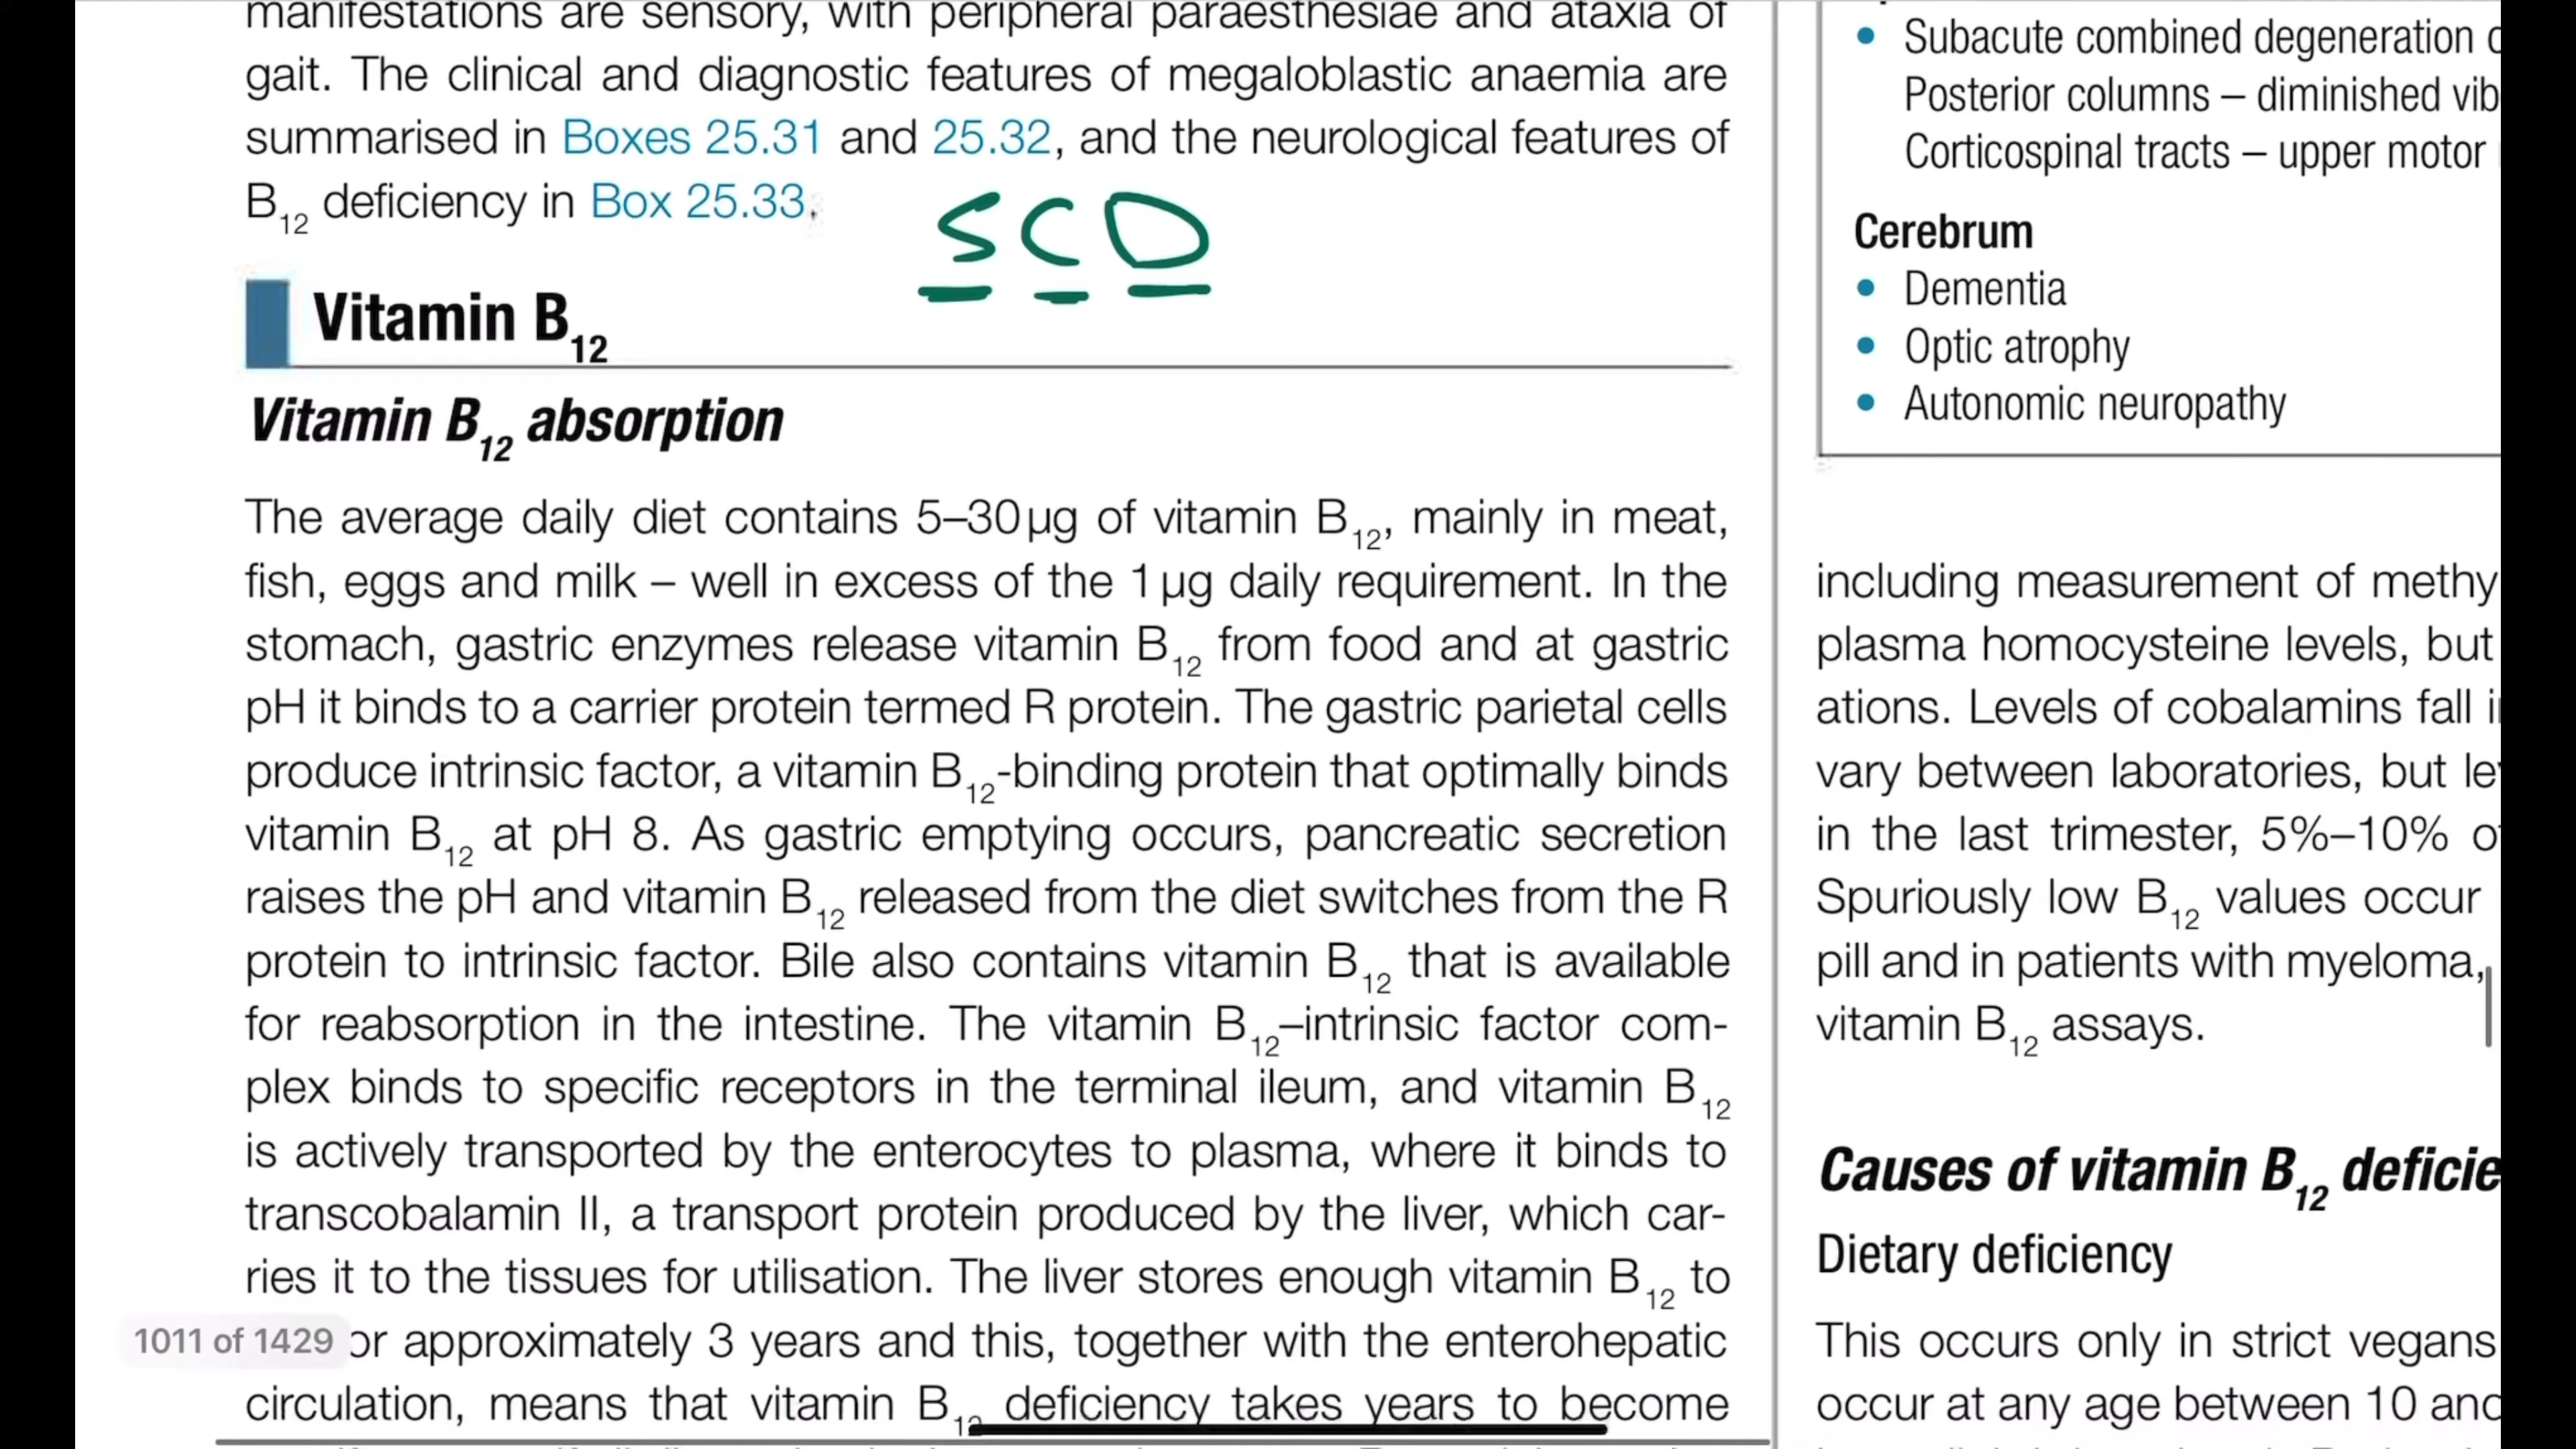 manifestations are sensory, with peripheral paraesthesiae and ataxia of
gait. The clinical and diagnostic features of megaloblastic anaemia are
summarised in Boxes 25.31 and 25.32, and the neurological features of
B12 deficiency in Box 25.33.
SCD
Vitamin B12
Vitamin B12 absorption
The average daily diet contains 5–30 µg of vitamin B12, mainly in meat,
fish, eggs and milk – well in excess of the 1 µg daily requirement. In the
stomach, gastric enzymes release vitamin B12 from food and at gastric
pH it binds to a carrier protein termed R protein. The gastric parietal cells
produce intrinsic factor, a vitamin B12-binding protein that optimally binds
vitamin B12 at pH 8. As gastric emptying occurs, pancreatic secretion
raises the pH and vitamin B12 released from the diet switches from the R
protein to intrinsic factor. Bile also contains vitamin B12 that is available
for reabsorption in the intestine. The vitamin B12–intrinsic factor com-
plex binds to specific receptors in the terminal ileum, and vitamin B12
is actively transported by the enterocytes to plasma, where it binds to
transcobalamin II, a transport protein produced by the liver, which car-
ries it to the tissues for utilisation. The liver stores enough vitamin B12 to
1011 of 1429 or approximately 3 years and this, together with the enterohepatic
circulation, means that vitamin B12 deficiency takes years to become
Subacute combined degeneration
Posterior columns – diminished vib
Corticospinal tracts – upper motor
Cerebrum
Dementia
Optic atrophy
Autonomic neuropathy
including measurement of methy
plasma homocysteine levels, but
ations. Levels of cobalamins fall i
vary between laboratories, but le
in the last trimester, 5%–10% o
Spuriously low B12 values occur
pill and in patients with myeloma,
vitamin B12 assays.
Causes of vitamin B12 deficie
Dietary deficiency
This occurs only in strict vegans
occur at any age between 10 and